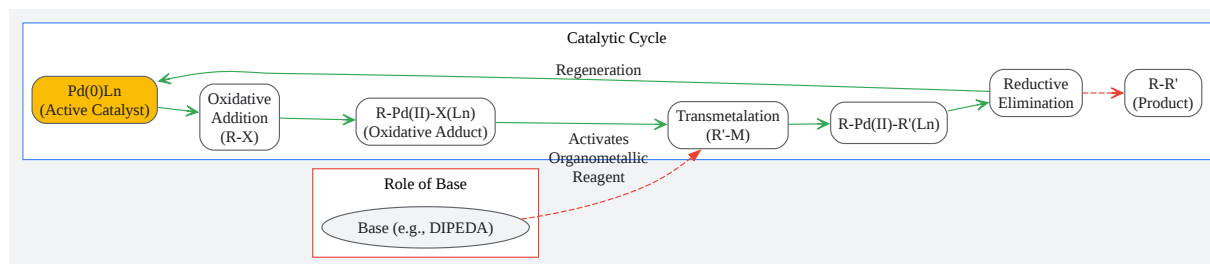 Catalytic Cycle
Regeneration
Pd(0)Ln
(Active Catalyst)
Oxidative
Addition
(R-X)
R-Pd(II)-X(Ln)
(Oxidative Adduct)
Transmetalation
(R'-M)
R-Pd(II)-R'(Ln)
Reductive
Elimination
R-R'
(Product)
Activates
Organometallic
Reagent
Role of Base
Base (e.g., DIPEDA)